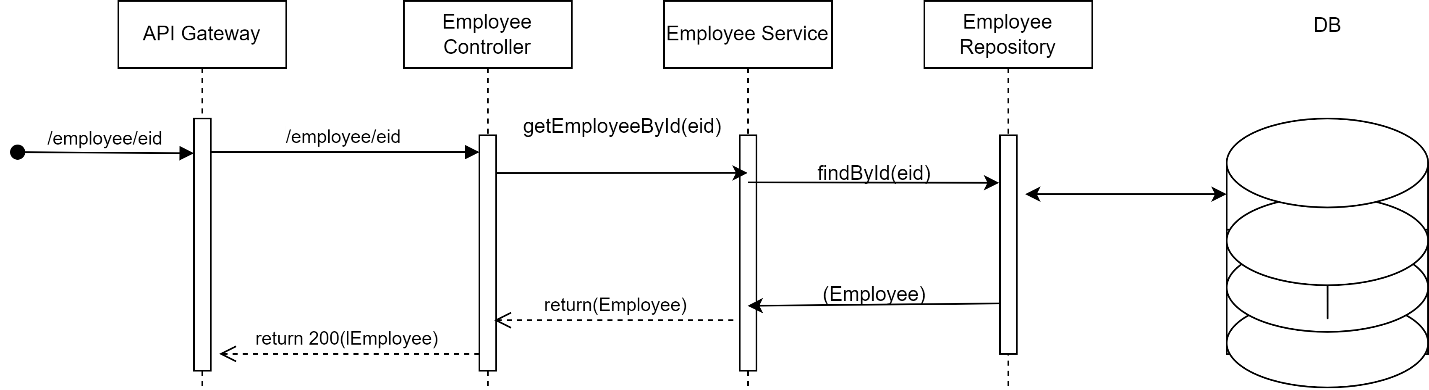 API Gateway
Employee
Controller
Employee Service
Employee
Repository
DB
/employee/eid
/employee/eid
getEmployeeById(eid)
findById(eid)
(Employee)
return(Employee)
return 200(lEmployee)